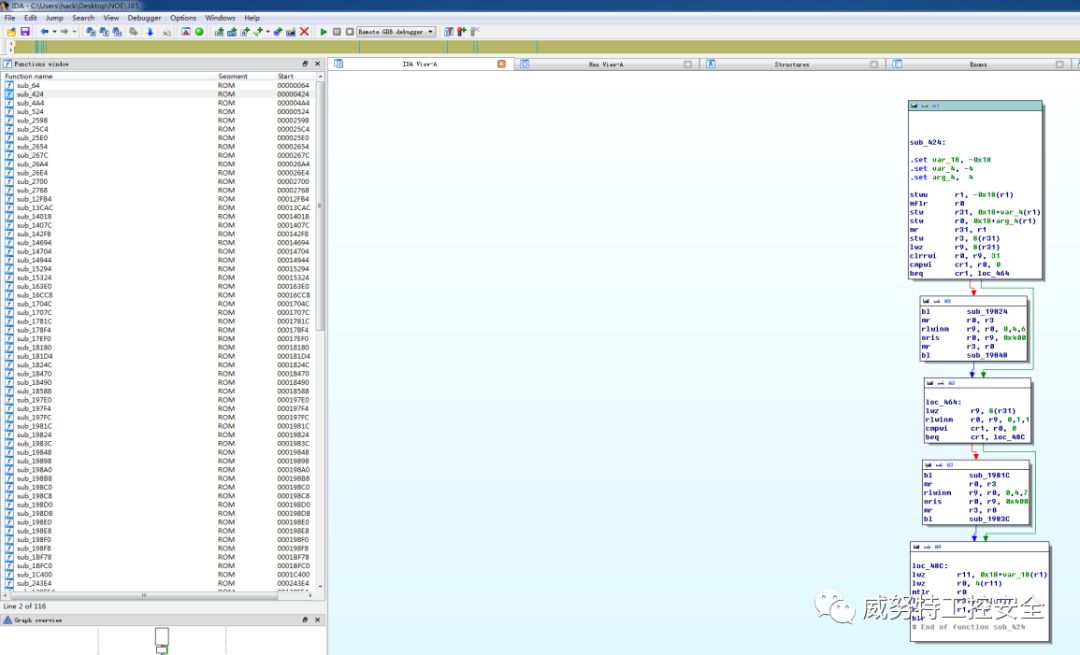 IDA - C:\Users\hack\Desktop\NOE\385
File Edit Jump Search View Debugger Options Windows Help
Remote GDB debugger
Functions window
IDA View-A
Hex View-A
Structures
Enums
Function name Segment Start
sub_64 ROM 00000064
sub_424 ROM 00000424
sub_4A4 ROM 000004A4
sub_524 ROM 00000524
sub_2598 ROM 00002598
sub_25C4 ROM 000025C4
sub_25E0 ROM 000025E0
sub_2654 ROM 00002654
sub_267C ROM 0000267C
sub_26A4 ROM 000026A4
sub_26E4 ROM 000026E4
sub_2700 ROM 00002700
sub_2768 ROM 00002768
sub_12FB4 ROM 00012FB4
sub_13CAC ROM 00013CAC
sub_14018 ROM 00014018
sub_1407C ROM 0001407C
sub_142F8 ROM 000142F8
sub_14694 ROM 00014694
sub_14704 ROM 00014704
sub_14944 ROM 00014944
sub_15294 ROM 00015294
sub_15324 ROM 00015324
sub_163E0 ROM 000163E0
sub_16CC8 ROM 00016CC8
sub_1704C ROM 0001704C
sub_1707C ROM 0001707C
sub_1781C ROM 0001781C
sub_178F4 ROM 000178F4
sub_17EF0 ROM 00017EF0
sub_18180 ROM 00018180
sub_181D4 ROM 000181D4
sub_1824C ROM 0001824C
sub_18470 ROM 00018470
sub_18490 ROM 00018490
sub_18588 ROM 00018588
sub_197E0 ROM 000197E0
sub_197F4 ROM 000197F4
sub_197FC ROM 000197FC
sub_1981C ROM 0001981C
sub_19824 ROM 00019824
sub_1983C ROM 0001983C
sub_19848 ROM 00019848
sub_19898 ROM 00019898
sub_198A0 ROM 000198A0
sub_198B8 ROM 000198B8
sub_198C0 ROM 000198C0
sub_198C8 ROM 000198C8
sub_198D0 ROM 000198D0
sub_198D8 ROM 000198D8
sub_198E0 ROM 000198E0
sub_198E8 ROM 000198E8
sub_198F0 ROM 000198F0
sub_198F8 ROM 000198F8
sub_1BF78 ROM 0001BF78
sub_1BFC0 ROM 0001BFC0
sub_1C400 ROM 0001C400
sub_243E4 ROM 000243E4
Line 2 of 116
Graph overview
sub_424:
.set var_18, -0x18
.set var_4, -4
.set arg_4, 4
stwu r1, -0x18(r1)
mflr r0
stw r31, 0x18+var_4(r1)
stw r0, 0x18+arg_4(r1)
mr r31, r1
stw r3, 8(r31)
lwz r9, 8(r31)
clrrwi r0, r9, 31
cmpwi cr1, r0, 0
beq cr1, loc_464
bl sub_19824
mr r0, r3
rlwinm r9, r0, 0,4,6
oris r0, r9, 0x400
mr r3, r0
bl sub_19848
loc_464:
lwz r9, 8(r31)
rlwinm r0, r9, 0,1,1
cmpwi cr1, r0, 0
beq cr1, loc_48C
bl sub_1981C
mr r0, r3
rlwinm r9, r0, 0,4,7
oris r0, r9, 0x400
mr r3, r0
bl sub_1983C
loc_48C:
lwz r11, 0x18+var_18(r1)
lwz r0, 4(r11)
mtlr r0
blr
# End of function sub_424
威努特工控安全